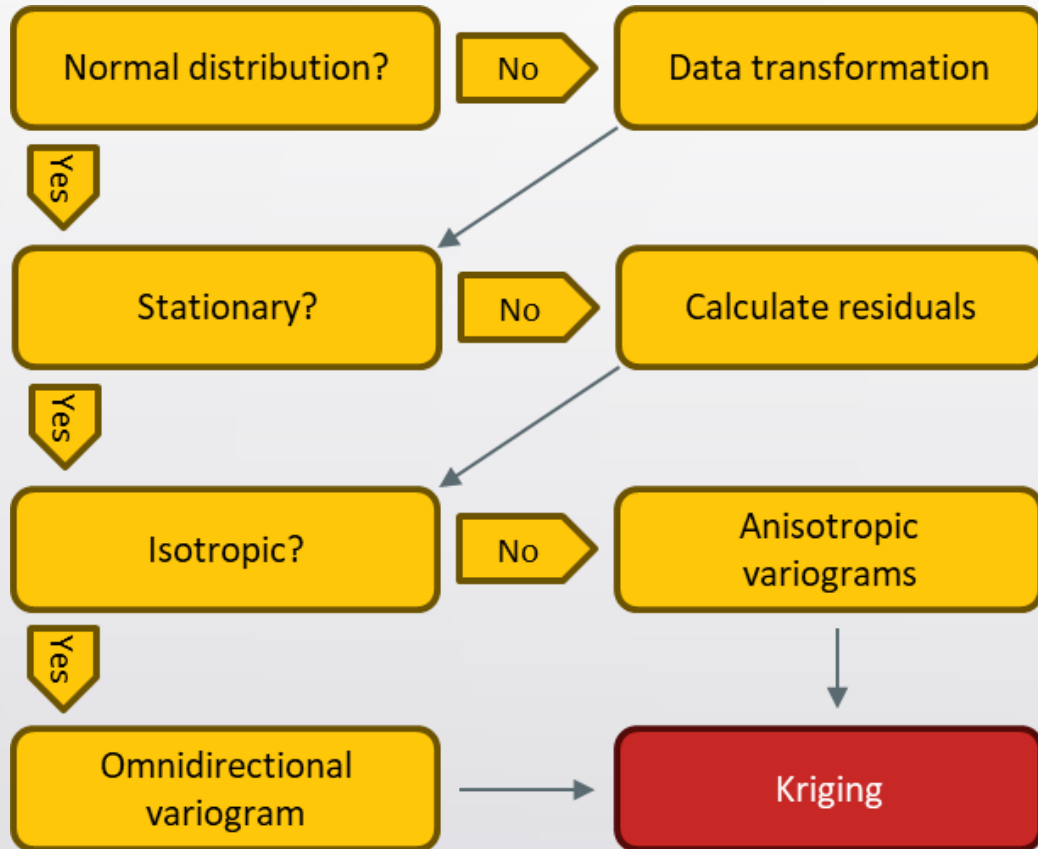 Normal distribution?
No
Data transformation
Yes
Stationary?
No
Calculate residuals
Yes
Isotropic?
No
Anisotropic
variograms
Yes
Omnidirectional
variogram
Kriging